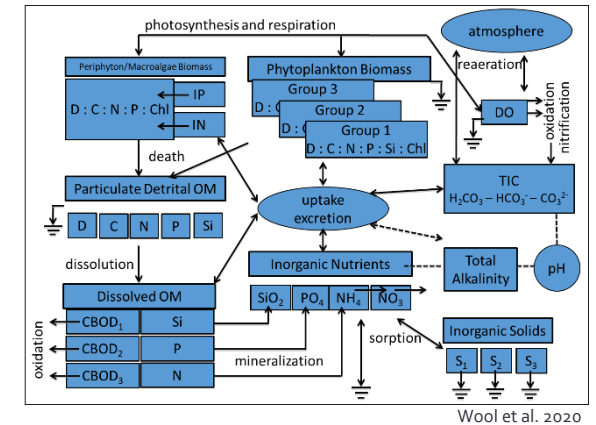 photosynthesis and respiration
atmosphere
Periphyton/Macroalgae Biomass
Phytoplankton Biomass
reaeration
IP
IN
D : C : N : P : Chl
Group 3
D : C
Group 2
D : C
Group 1
D : C : N : P : Si : Chl
DO
oxidation
nitrification
death
Particulate Detrital OM
D C N P Si
uptake
excretion
TIC
H₂CO₃ – HCO₃⁻ – CO₃²⁻
dissolution
Inorganic Nutrients
Total
Alkalinity
pH
Dissolved OM
SiO₂ PO₄ NH₄ NO₃
CBOD₁ Si
CBOD₂ P
CBOD₃ N
oxidation
mineralization
sorption
Inorganic Solids
S₁ S₂ S₃
Wool et al. 2020